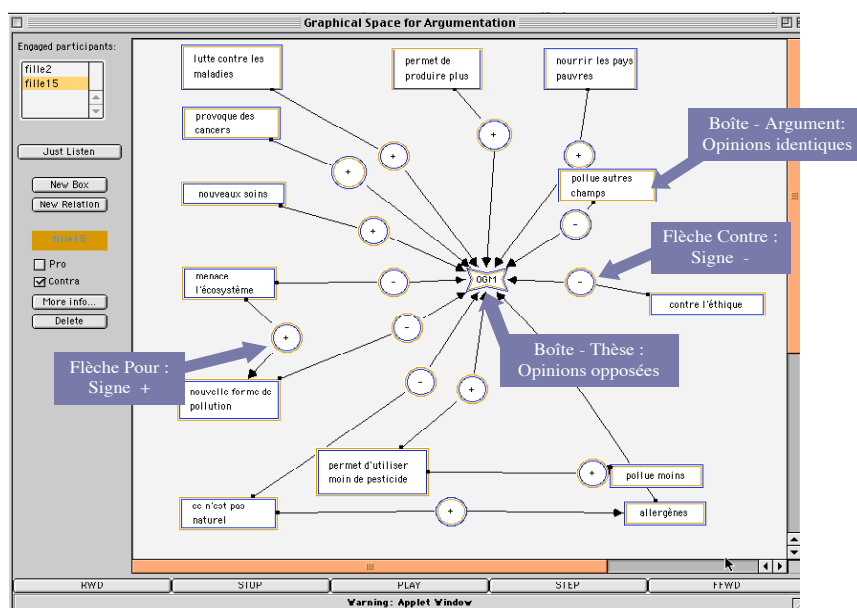 Graphical Space for Argumentation
Engaged participants:
fille2
fille15
Just Listen
New Box
New Relation
fille15
Pro
Contra
More info...
Delete
lutte contre les
maladies
permet de
produire plus
nourrir les pays
pauvres
provoque des
cancers
Boîte - Argument:
Opinions identiques
+
+
+
+
pollue autres
champs
nouveaux soins
+
-
Flèche Contre :
Signe -
menace
l'écosystème
-
OGM
-
contre l'éthique
+
-
Flèche Pour :
Signe +
Boîte - Thèse :
Opinions opposées
nouvelle forme de
pollution
-
+
permet d'utiliser
moin de pesticide
+
pollue moins
ce n'est pas
naturel
+
allergènes
RWD
STOP
PLAY
STEP
FFWD
Warning: Applet Window